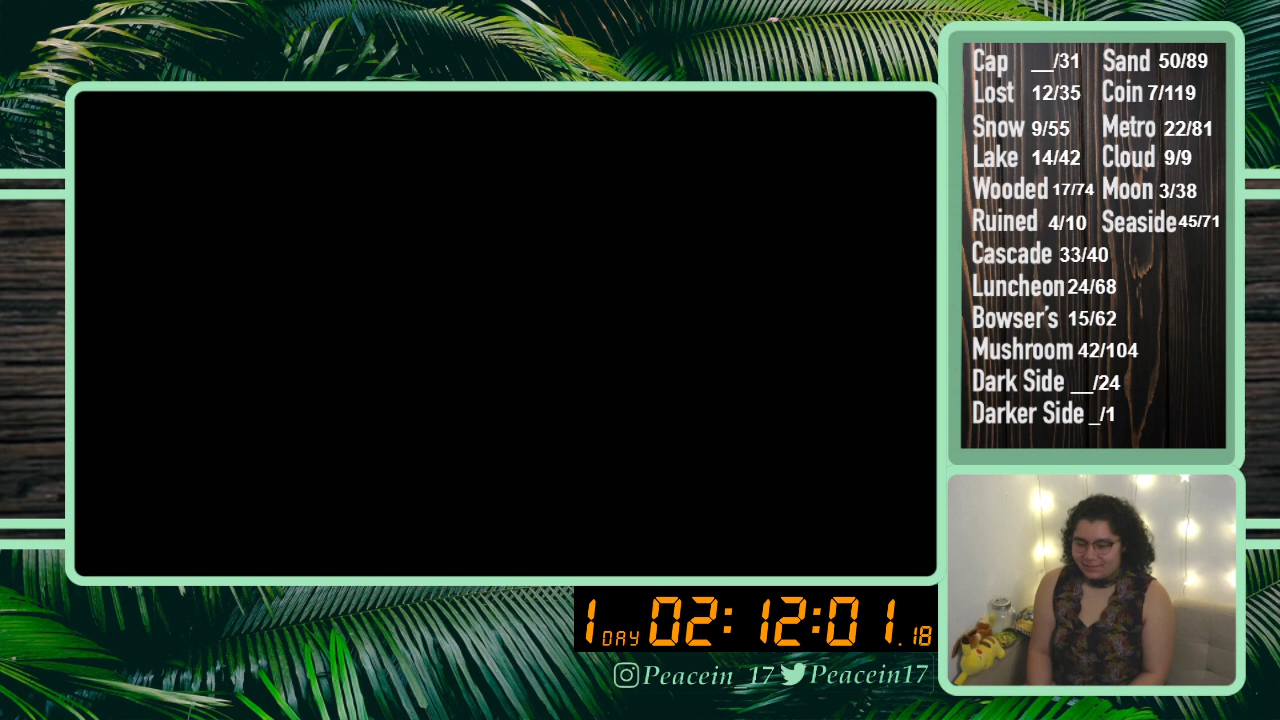 Cap __/31 Sand 50/89
Lost 12/35 Coin 7/119
Snow 9/55 Metro 22/81
Lake 14/42 Cloud 9/9
Wooded 17/74 Moon 3/38
Ruined 4/10 Seaside 45/71
Cascade 33/40
Luncheon 24/68
Bowser's 15/62
Mushroom 42/104
Dark Side __/24
Darker Side _/1
1 DAY 02:12:01.18
Peacein_17 Peacein17